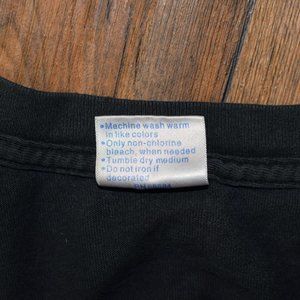 •Machine wash warm
in like colors
•Only non-chlorine
bleach, when needed
•Tumble dry medium
•Do not iron if
decorated